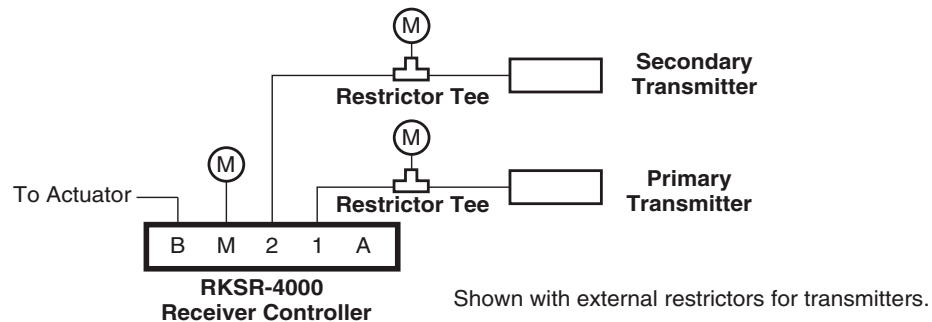 M
Secondary
Transmitter
Restrictor Tee
M
M
Primary
Transmitter
To Actuator
Restrictor Tee
B M 2 1 A
RKSR-4000
Receiver Controller
Shown with external restrictors for transmitters.